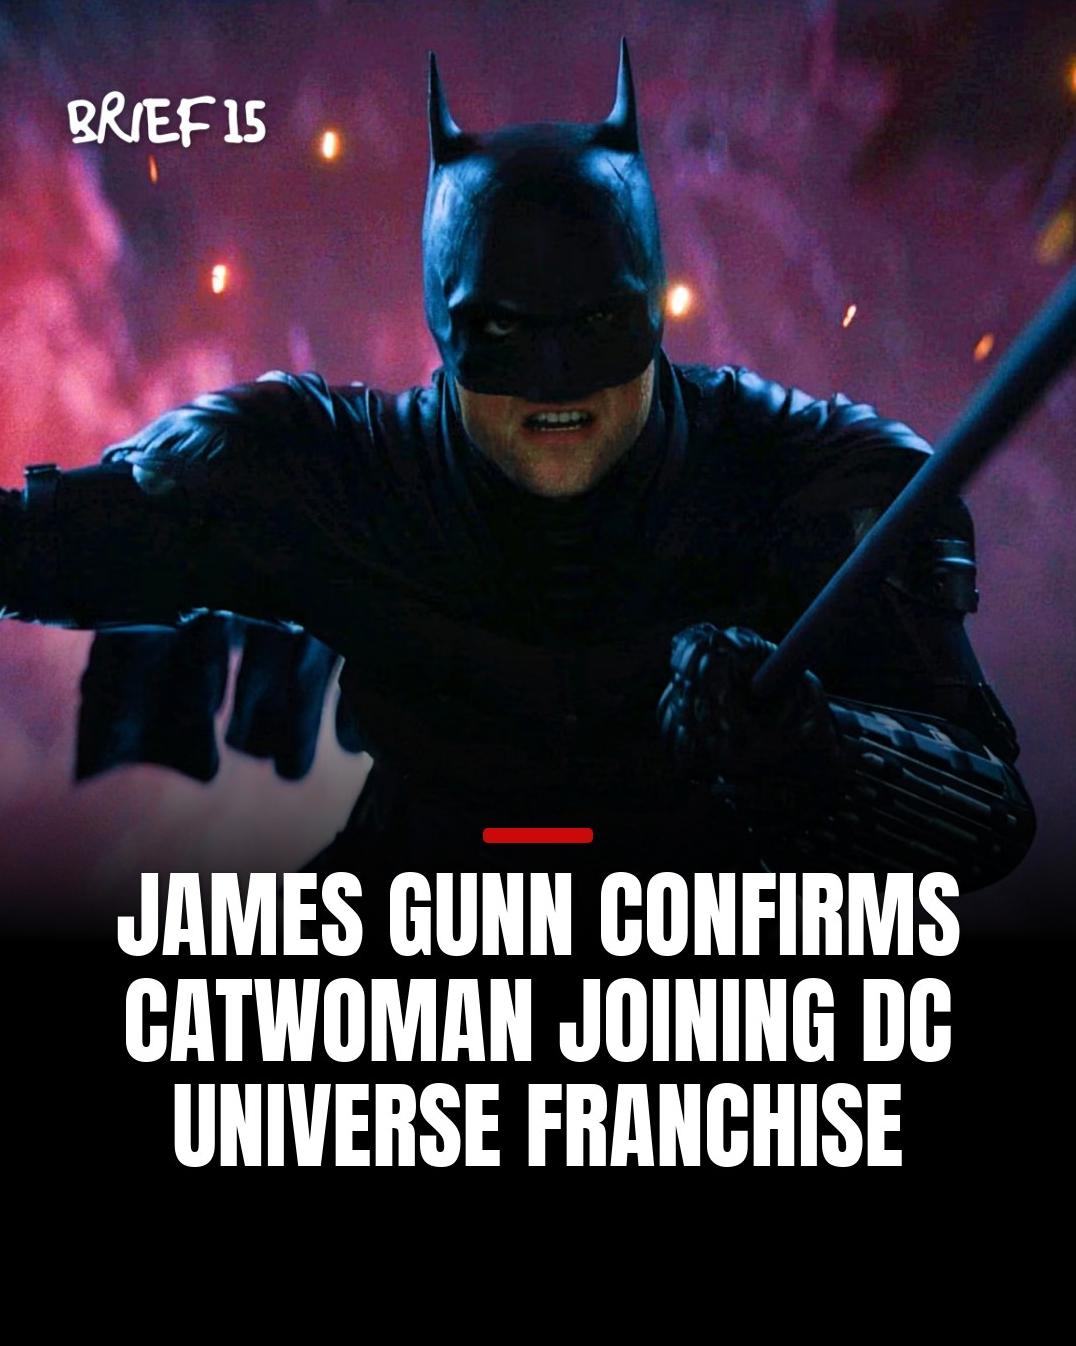 BRIEF 15
JAMES GUNN CONFIRMS
CATWOMAN JOINING DC
UNIVERSE FRANCHISE